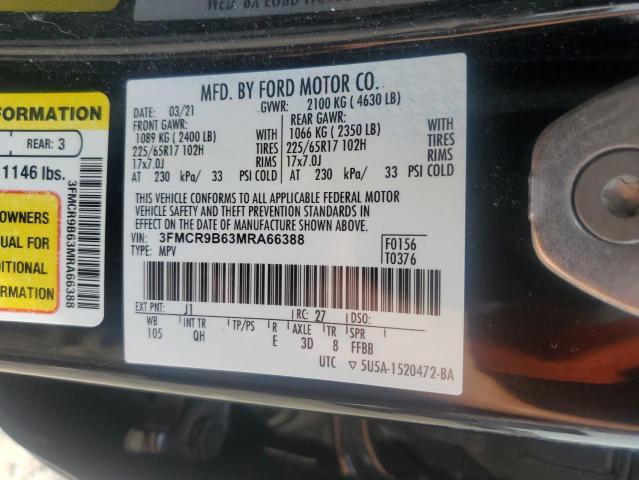 MFD. BY FORD MOTOR CO.
DATE: 03/21 GVWR: 2100 KG ( 4630 LB)
FRONT GAWR: REAR GAWR:
1089 KG ( 2400 LB) WITH 1066 KG ( 2350 LB) WITH
225/65R17 102H TIRES 225/65R17 102H TIRES
17x7.0J RIMS 17x7.0J RIMS
AT 230 kPa/ 33 PSI COLD AT 230 kPa/ 33 PSI COLD
THIS VEHICLE CONFORMS TO ALL APPLICABLE FEDERAL MOTOR
VEHICLE SAFETY AND THEFT PREVENTION STANDARDS IN
EFFECT ON THE DATE OF MANUFACTURE SHOWN ABOVE.
VIN: 3FMCR9B63MRA66388 F0156
TYPE: MPV T0376
EXT PNT: J1 RC: 27 DSO:
WB INT TR TP/PS R AXLE TR SPR
105 QH E 3D 8 FFBB
UTC ▽ 5U5A-1520472-BA
FORMATION
REAR: 3
1146 lbs.
OWNERS
UAL FOR
DITIONAL
FORMATION
3FMCR9B63MRA66388